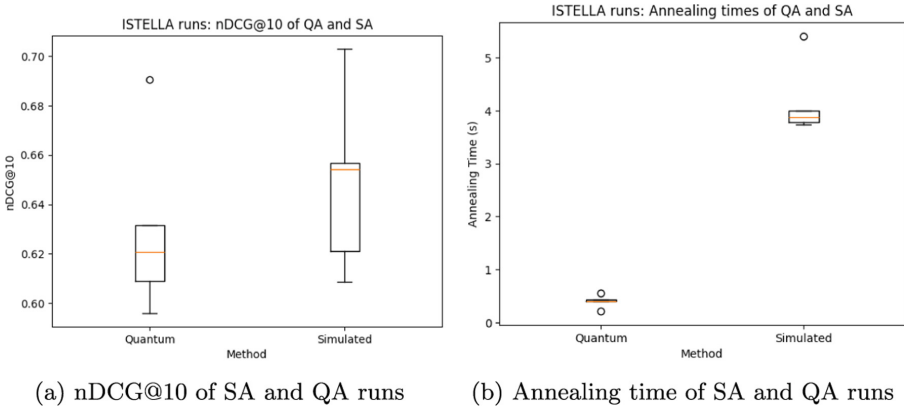 ISTELLA runs: nDCG@10 of QA and SA
nDCG@10
0.70
0.68
0.66
0.64
0.62
0.60
Quantum
Simulated
Method
(a) nDCG@10 of SA and QA runs
ISTELLA runs: Annealing times of QA and SA
Annealing Time (s)
5
4
3
2
1
0
Quantum
Simulated
Method
(b) Annealing time of SA and QA runs